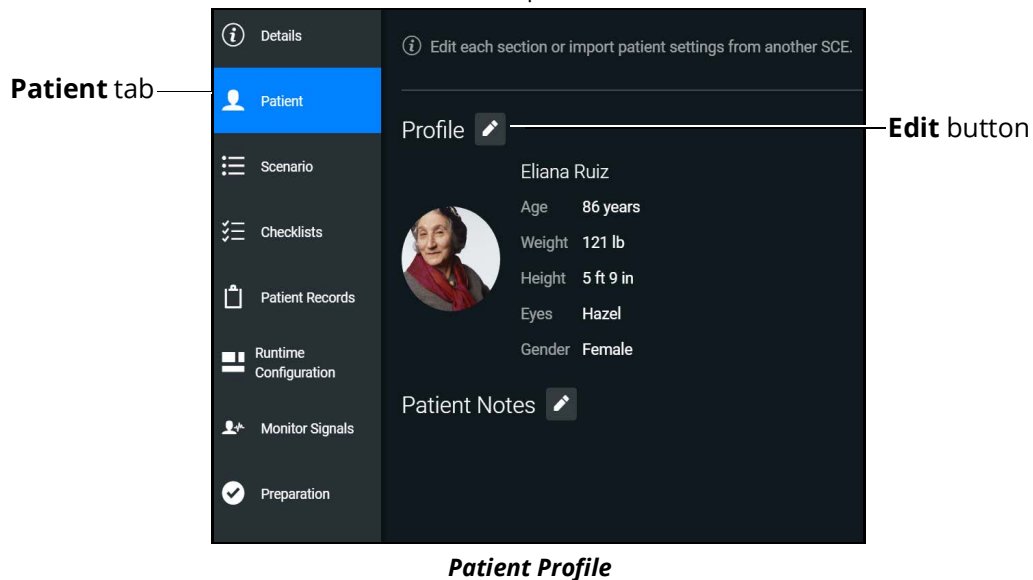 Details
Edit each section or import patient settings from another SCE.
Patient tab
Patient
Profile
Edit button
Scenario
Eliana Ruiz
Age 86 years
Checklists
Weight 121 lb
Height 5 ft 9 in
Patient Records
Eyes Hazel
Gender Female
Runtime
Configuration
Patient Notes
Monitor Signals
Preparation
Patient Profile